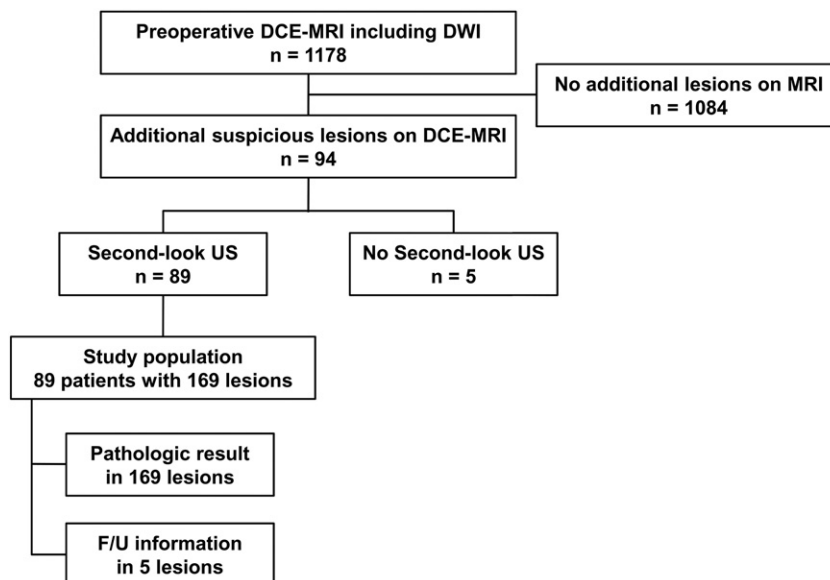 Preoperative DCE-MRI including DWI
n = 1178
No additional lesions on MRI
n = 1084
Additional suspicious lesions on DCE-MRI
n = 94
Second-look US
n = 89
No Second-look US
n = 5
Study population
89 patients with 169 lesions
Pathologic result
in 169 lesions
F/U information
in 5 lesions